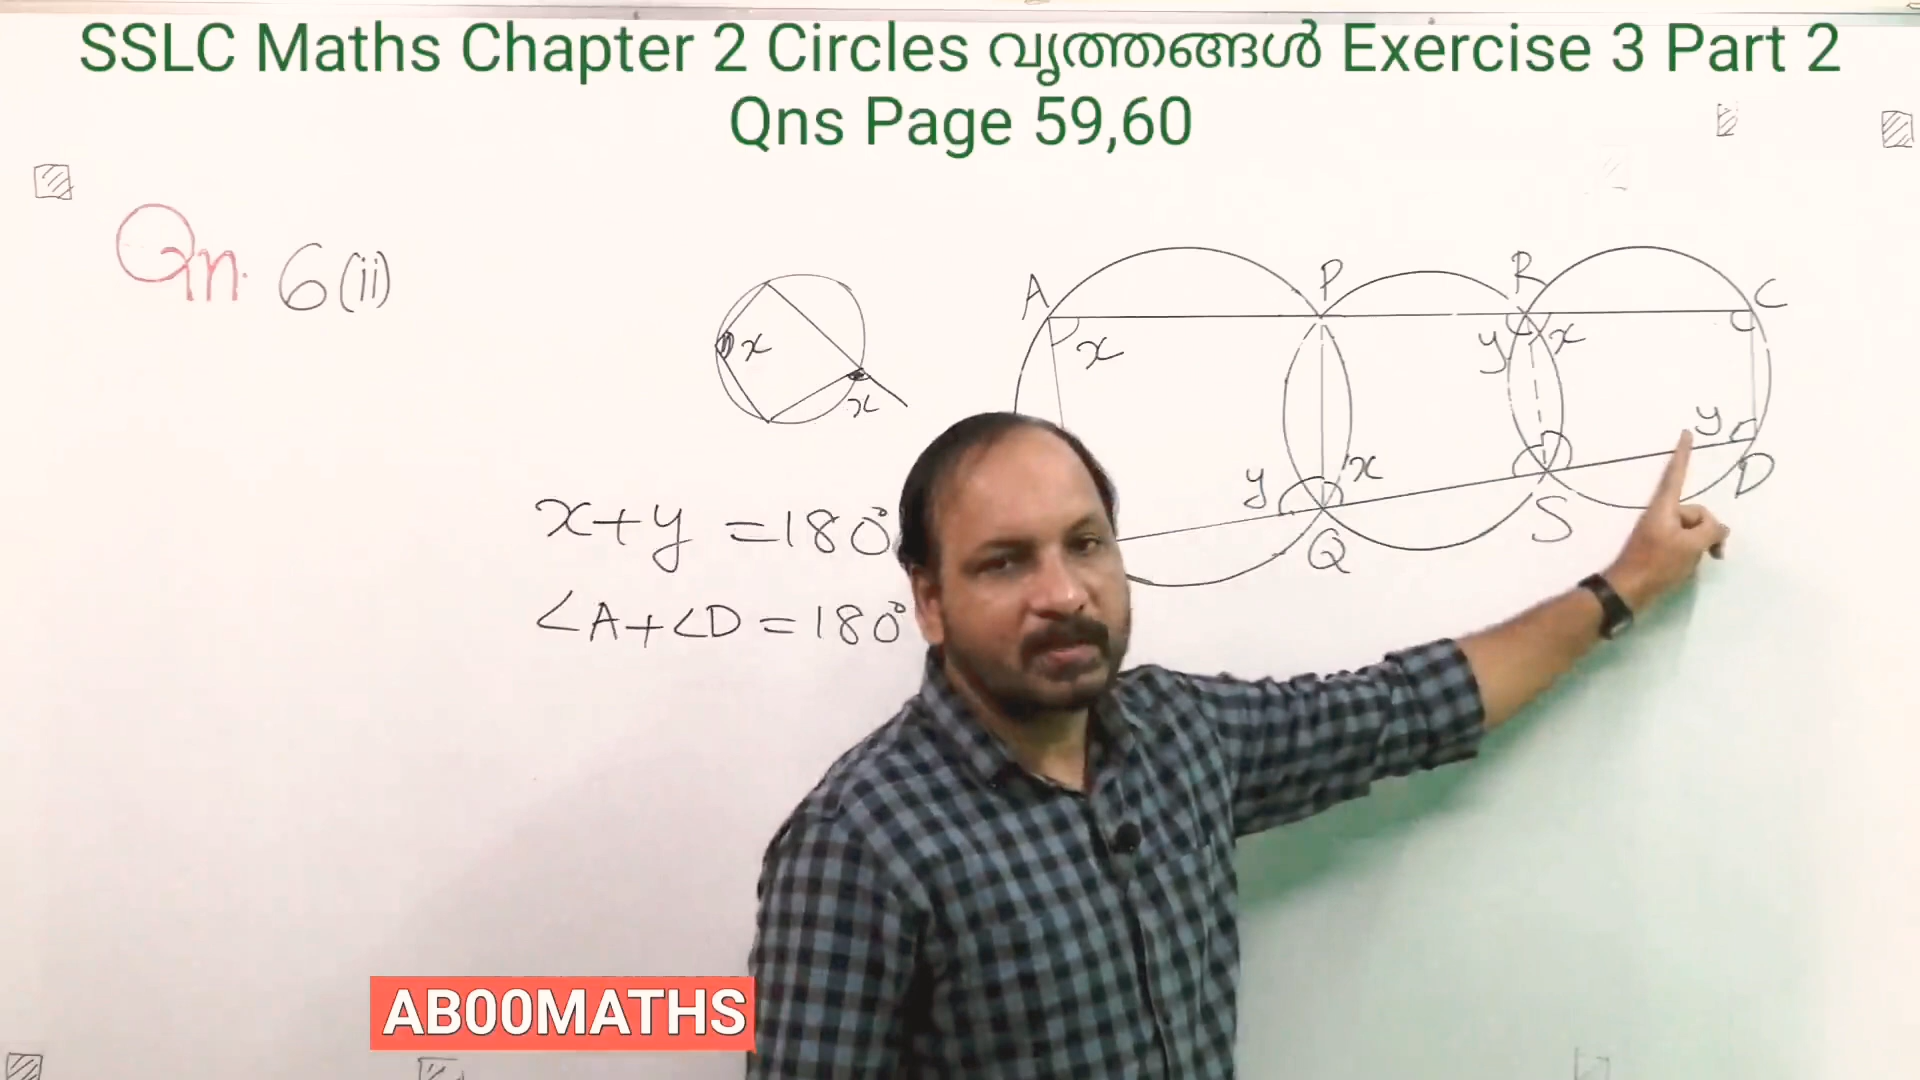 SSLC Maths Chapter 2 Circles വൃത്തങ്ങൾ Exercise 3 Part 2
Qns Page 59,60
Qn. 6(ii)
x
x
A
P
R
C
x
y
x
y
D
y
x
Q
S
x+y =180°
∠A+∠D=180°
AB00MATHS